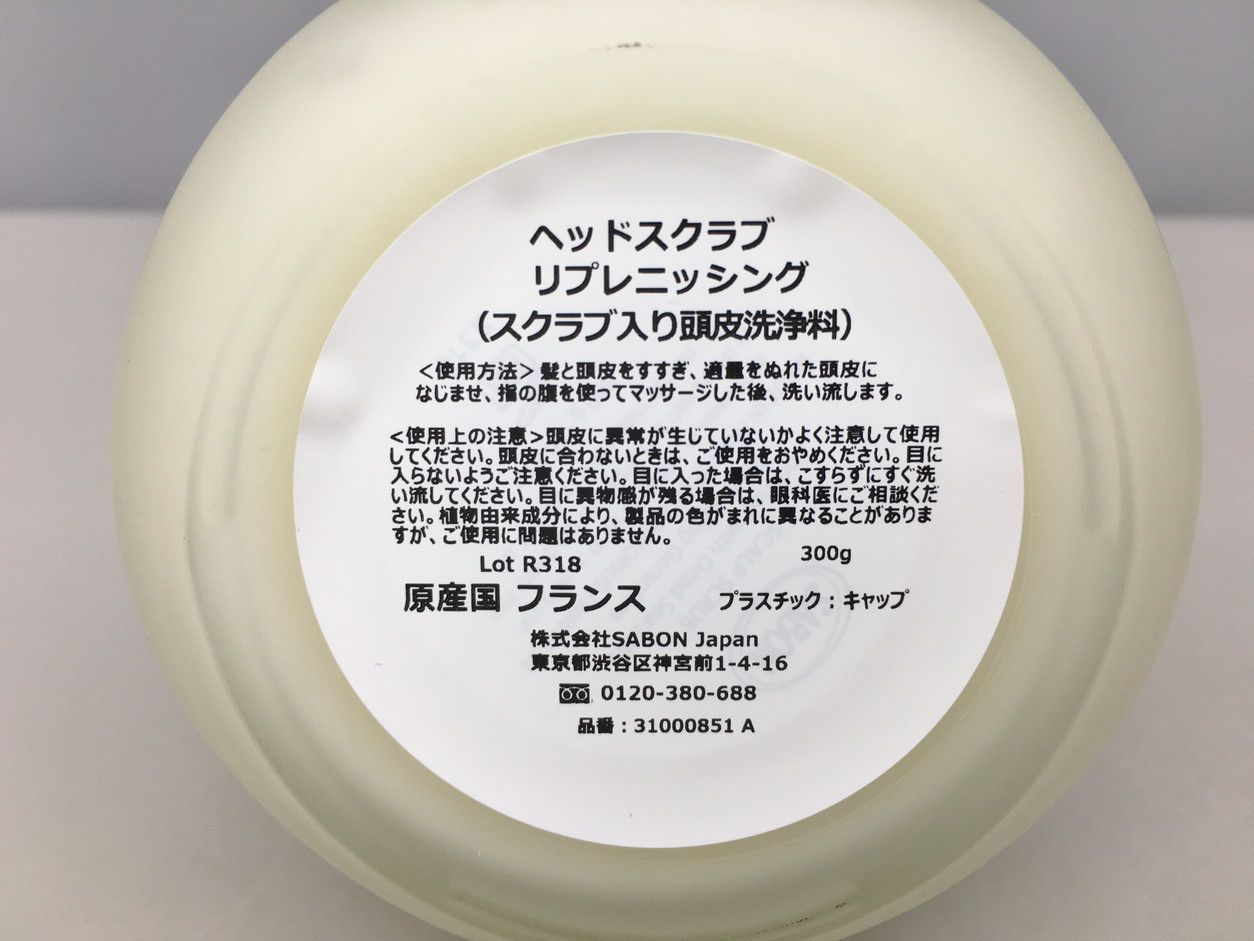 ヘッドスクラブ
リプレニッシング
（スクラブ入り頭皮洗浄料）
＜使用方法＞髪と頭皮をすすぎ、適量をぬれた頭皮に
なじませ、指の腹を使ってマッサージした後、洗い流します。
＜使用上の注意＞頭皮に異常が生じていないかよく注意して使用
してください。頭皮に合わないときは、ご使用をおやめください。目に
入らないようご注意ください。目に入った場合は、こすらずにすぐ洗
い流してください。目に異物感が残る場合は、眼科医にご相談くだ
さい。植物由来成分により、製品の色がまれに異なることがありま
すが、ご使用に問題はありません。
Lot R318 300g
原産国 フランス プラスチック：キャップ
株式会社SABON Japan
東京都渋谷区神宮前1-4-16
0120-380-688
品番：31000851 A